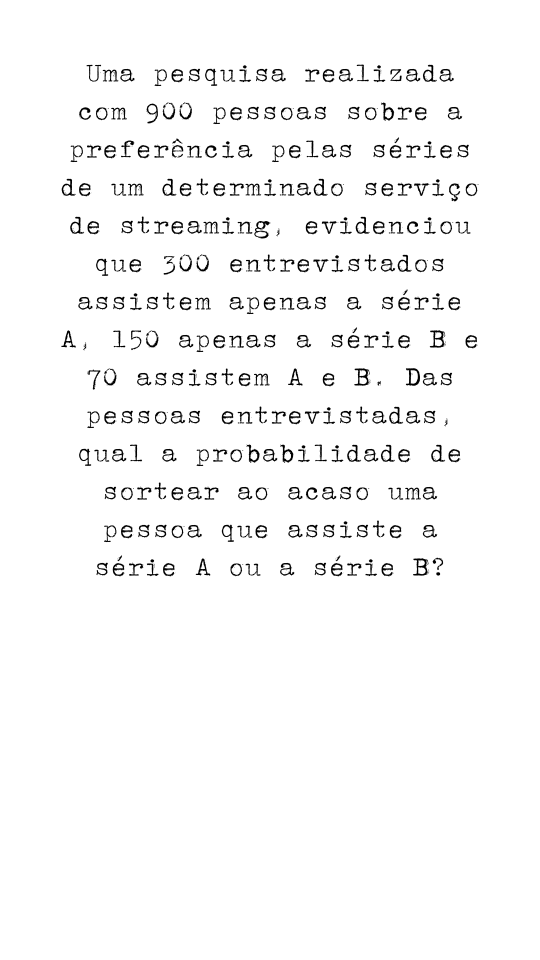 Uma pesquisa realizada
com 900 pessoas sobre a
preferência pelas séries
de um determinado serviço
de streaming, evidenciou
que 300 entrevistados
assistem apenas a série
A, 150 apenas a série B e
70 assistem A e B. Das
pessoas entrevistadas,
qual a probabilidade de
sortear ao acaso uma
pessoa que assiste a
série A ou a série B?